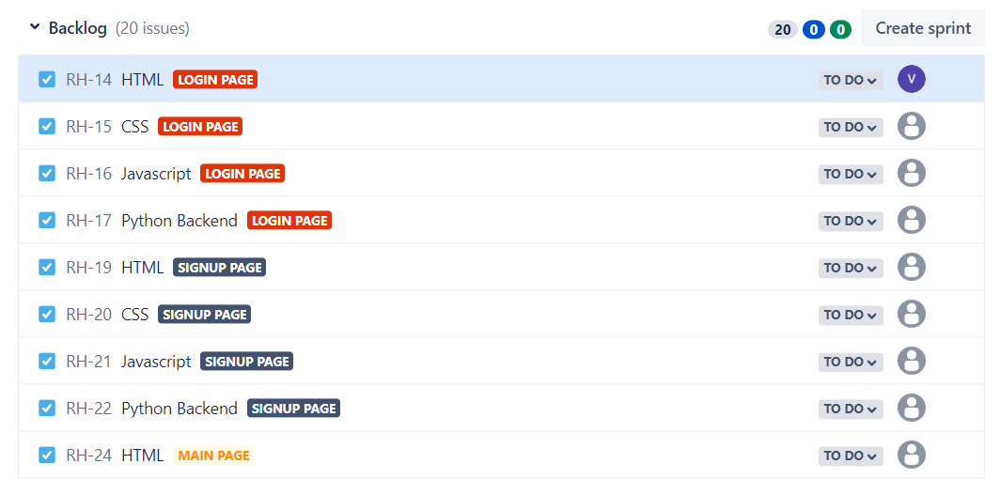 Backlog (20 issues) 20 0 0 Create sprint
RH-14 HTML LOGIN PAGE TO DO V
RH-15 CSS LOGIN PAGE TO DO
RH-16 Javascript LOGIN PAGE TO DO
RH-17 Python Backend LOGIN PAGE TO DO
RH-19 HTML SIGNUP PAGE TO DO
RH-20 CSS SIGNUP PAGE TO DO
RH-21 Javascript SIGNUP PAGE TO DO
RH-22 Python Backend SIGNUP PAGE TO DO
RH-24 HTML MAIN PAGE TO DO